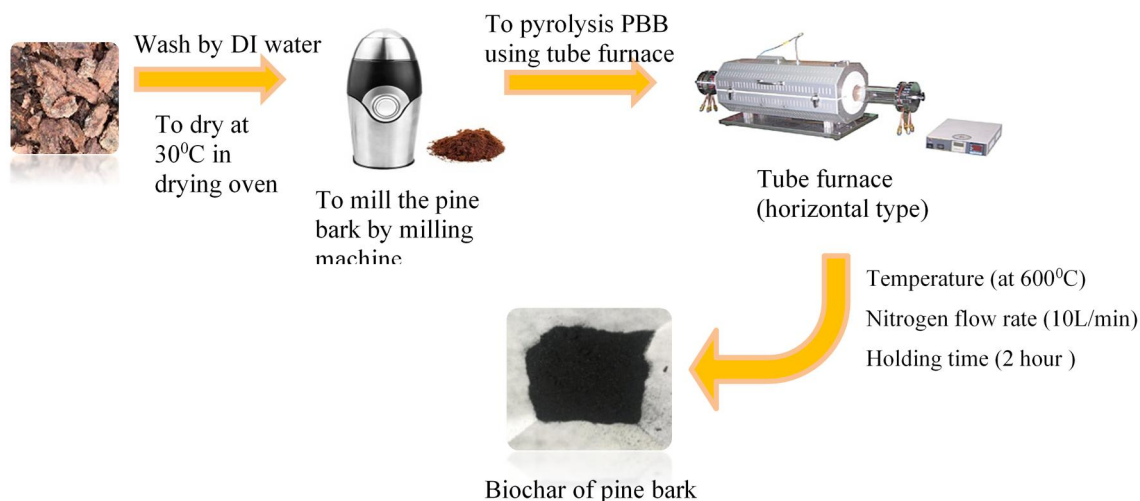 Wash by DI water
To dry at
30⁰C in
drying oven
To mill the pine
bark by milling
machine
To pyrolysis PBB
using tube furnace
Tube furnace
(horizontal type)
Temperature (at 600⁰C)
Nitrogen flow rate (10L/min)
Holding time (2 hour )
Biochar of pine bark